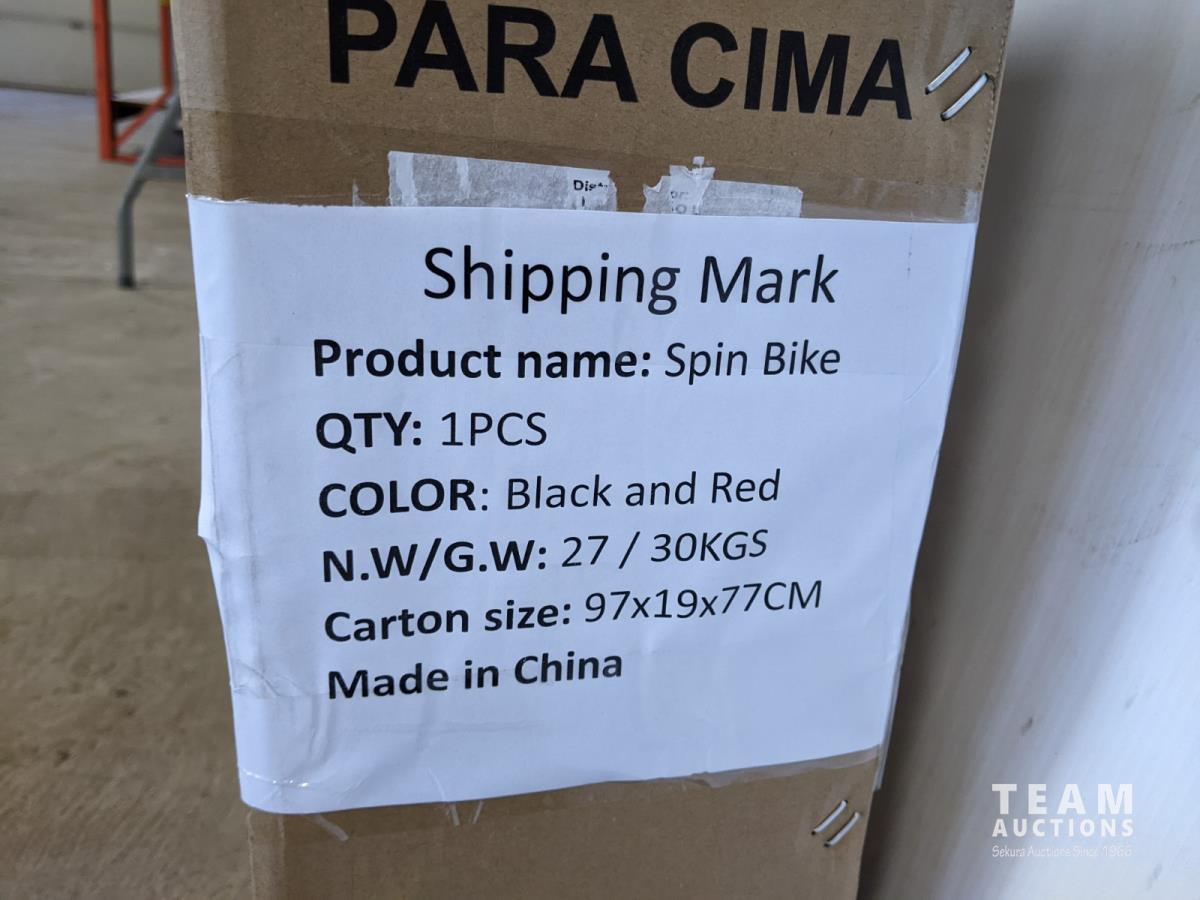 PARA CIMA
Shipping Mark
Product name: Spin Bike
QTY: 1PCS
COLOR: Black and Red
N.W/G.W: 27 / 30KGS
Carton size: 97x19x77CM
Made in China
TEAM
AUCTIONS
Sekura Auctions Since 1966